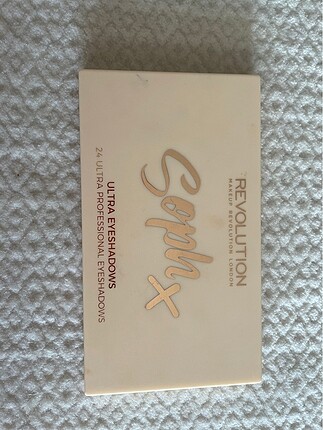 REVOLUTION
MAKEUP REVOLUTION LONDON
Soph x
ULTRA EYESHADOWS
24 ULTRA PROFESSIONAL EYESHADOWS